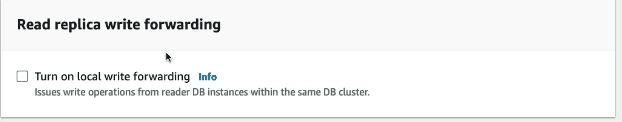 Read replica write forwarding
Turn on local write forwarding Info
Issues write operations from reader DB instances within the same DB cluster.